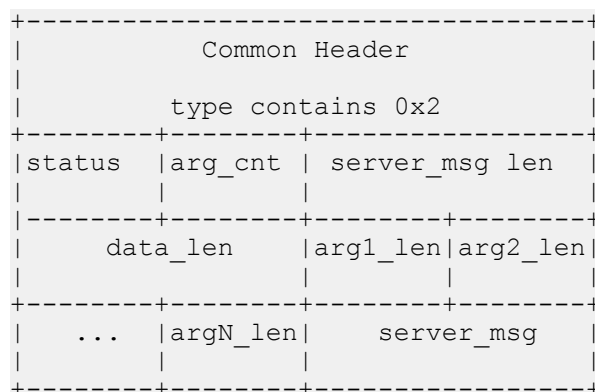 +--------------------------------+
| Common Header |
| |
| type contains 0x2 |
+--------+--------+----------------+
|status |arg_cnt | server_msg len |
| | | |
|--------+--------+--------+--------+
| data_len |arg1_len|arg2_len|
| | | |
+--------+--------+--------+--------+
| ... |argN_len| server_msg |
| | | |
+--------+--------+----------------+